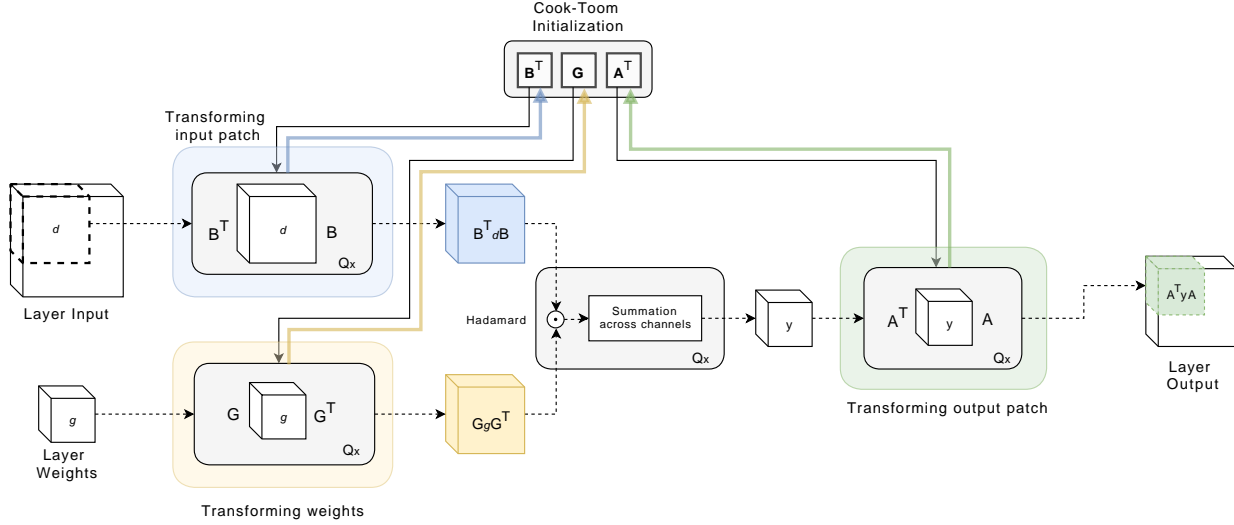 Cook-Toom
Initialization
B^T
G
A^T
Transforming
input patch
d
B^T
d
B
Qx
B^T dB
Layer Input
Hadamard
Summation
across channels
Qx
y
A^T
y
A
Qx
A^T yA
Layer
Output
Transforming output patch
g
G
g
G^T
Qx
GgG^T
Layer
Weights
Transforming weights